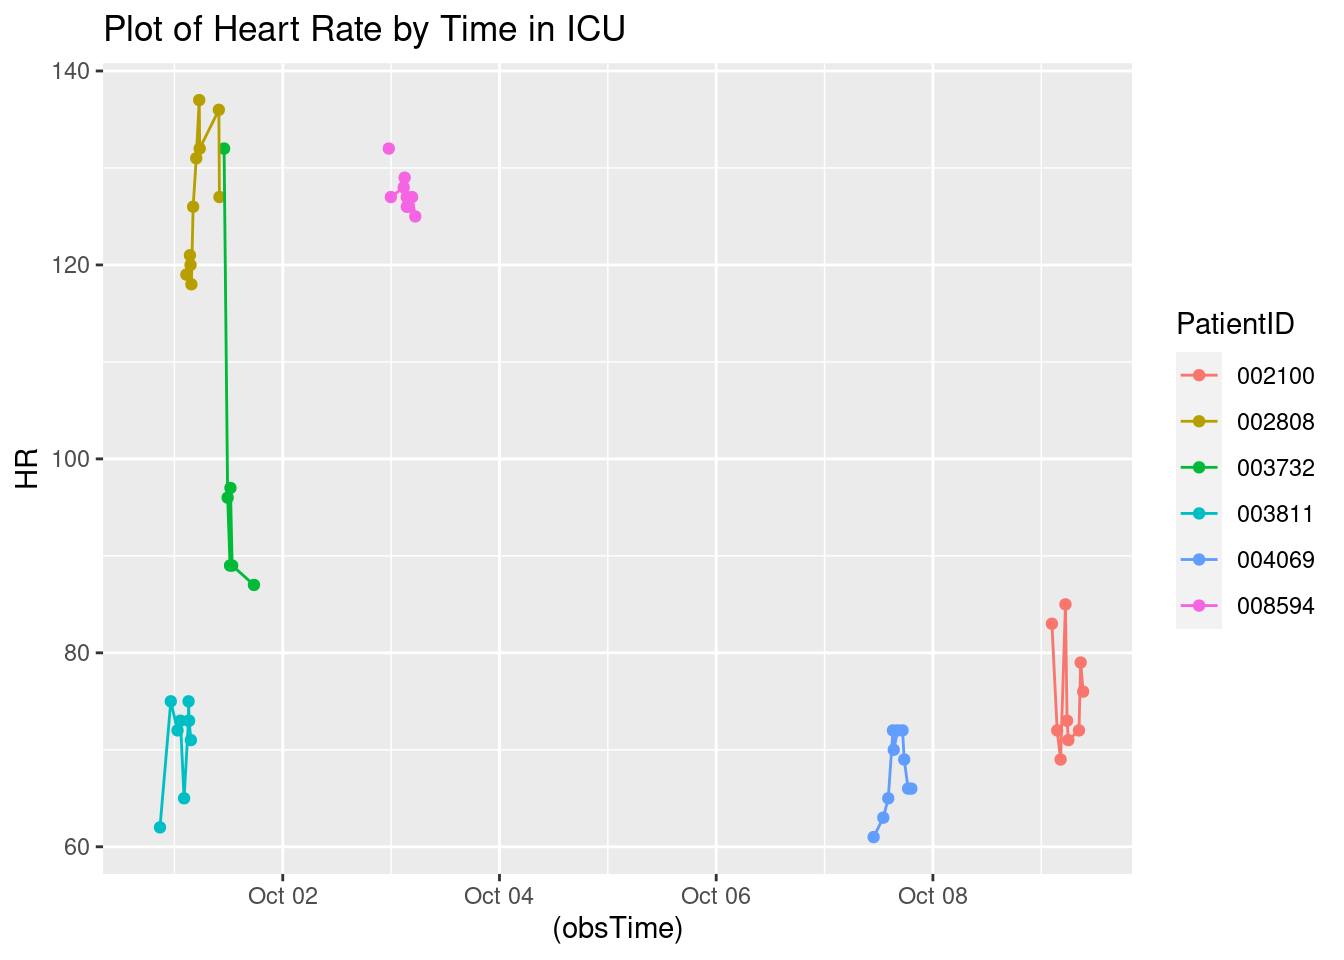 Plot of Heart Rate by Time in ICU
140
120
100
80
60
HR
Oct 02 Oct 04 Oct 06 Oct 08
(obsTime)
PatientID
002100
002808
003732
003811
004069
008594